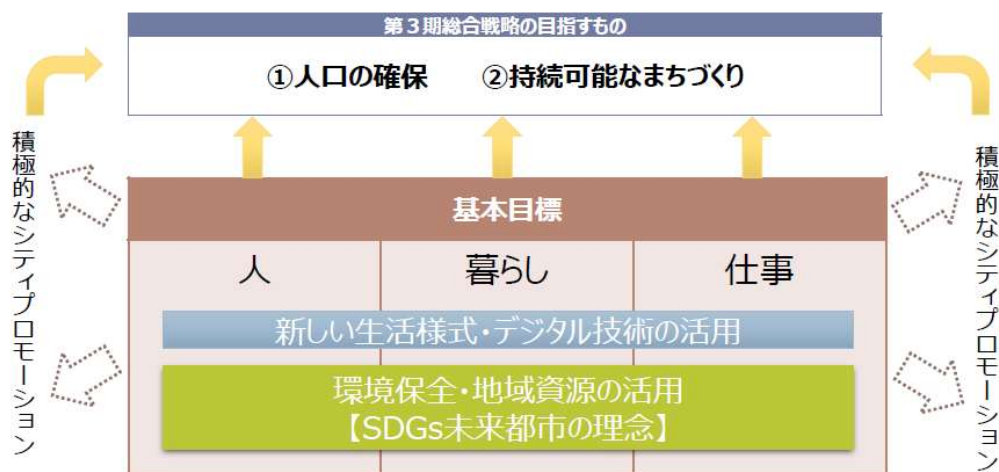 第３期総合戦略の目指すもの
①人口の確保　②持続可能なまちづくり
積極的なシティプロモーション
基本目標
人　暮らし　仕事
新しい生活様式・デジタル技術の活用
環境保全・地域資源の活用
【SDGs未来都市の理念】
積極的なシティプロモーション